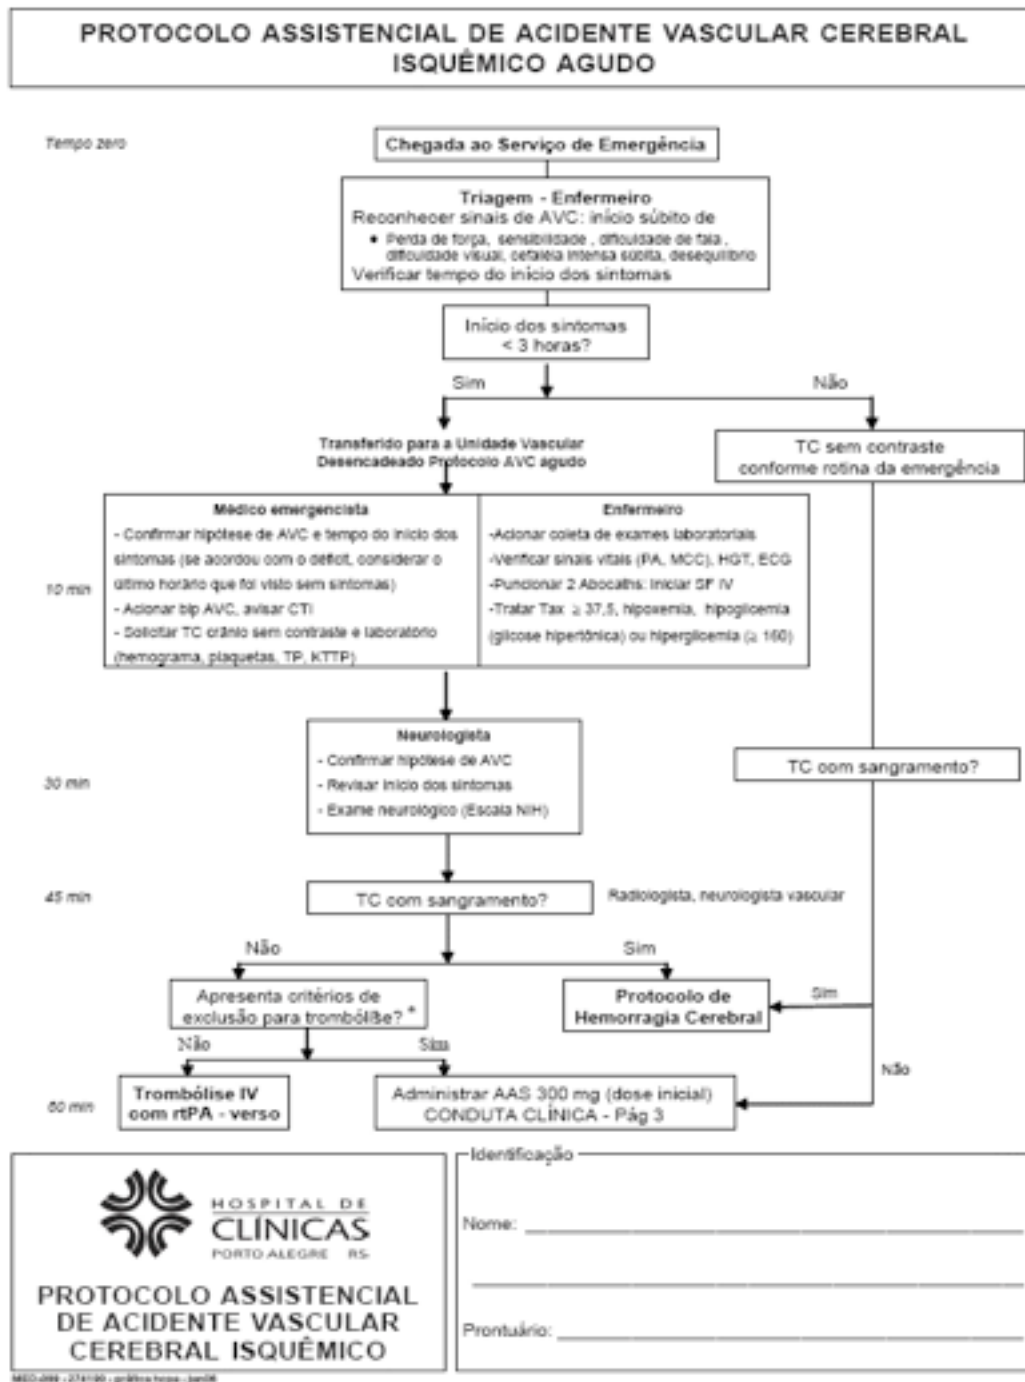 PROTOCOLO ASSISTENCIAL DE ACIDENTE VASCULAR CEREBRAL
ISQUÊMICO AGUDO
Tempo zero
Chegada ao Serviço de Emergência
Triagem - Enfermeiro
Reconhecer sinais de AVC: início súbito de
• Perda de força, sensibilidade , dificuldade de fala ,
dificuldade visual, cefaléia intensa súbita, desequilíbrio
Verificar tempo do início dos sintomas
Início dos sintomas
< 3 horas?
Sim
Não
Transferido para a Unidade Vascular
Desencadeado Protocolo AVC agudo
TC sem contraste
conforme rotina da emergência
10 min
Médico emergencista
- Confirmar hipótese de AVC e tempo do início dos
sintomas (se acordou com o déficit, considerar o
último horário que foi visto sem sintomas)
- Acionar bip AVC, avisar CTI
- Solicitar TC crânio sem contraste e laboratório
(hemograma, plaquetas, TP, KTTP)
Enfermeiro
-Acionar coleta de exames laboratoriais
-Verificar sinais vitais (PA, MCC), HGT, ECG
-Puncionar 2 Abocaths: Iniciar SF IV
-Tratar Tax ≥ 37,5, hipoxemia, hipoglicemia
(glicose hipertônica) ou hiperglicemia (≥ 160)
30 min
Neurologista
- Confirmar hipótese de AVC
- Revisar início dos sintomas
- Exame neurológico (Escala NIH)
TC com sangramento?
45 min
TC com sangramento?
Radiologista, neurologista vascular
Não
Sim
Apresenta critérios de
exclusão para trombólise? *
Protocolo de
Hemorragia Cerebral
Sim
Não
Sim
Não
60 min
Trombólise IV
com rtPA - verso
Administrar AAS 300 mg (dose inicial)
CONDUTA CLÍNICA - Pág 3
HOSPITAL DE
CLÍNICAS
PORTO ALEGRE RS
PROTOCOLO ASSISTENCIAL
DE ACIDENTE VASCULAR
CEREBRAL ISQUÊMICO
Identificação
Nome:
Prontuário: